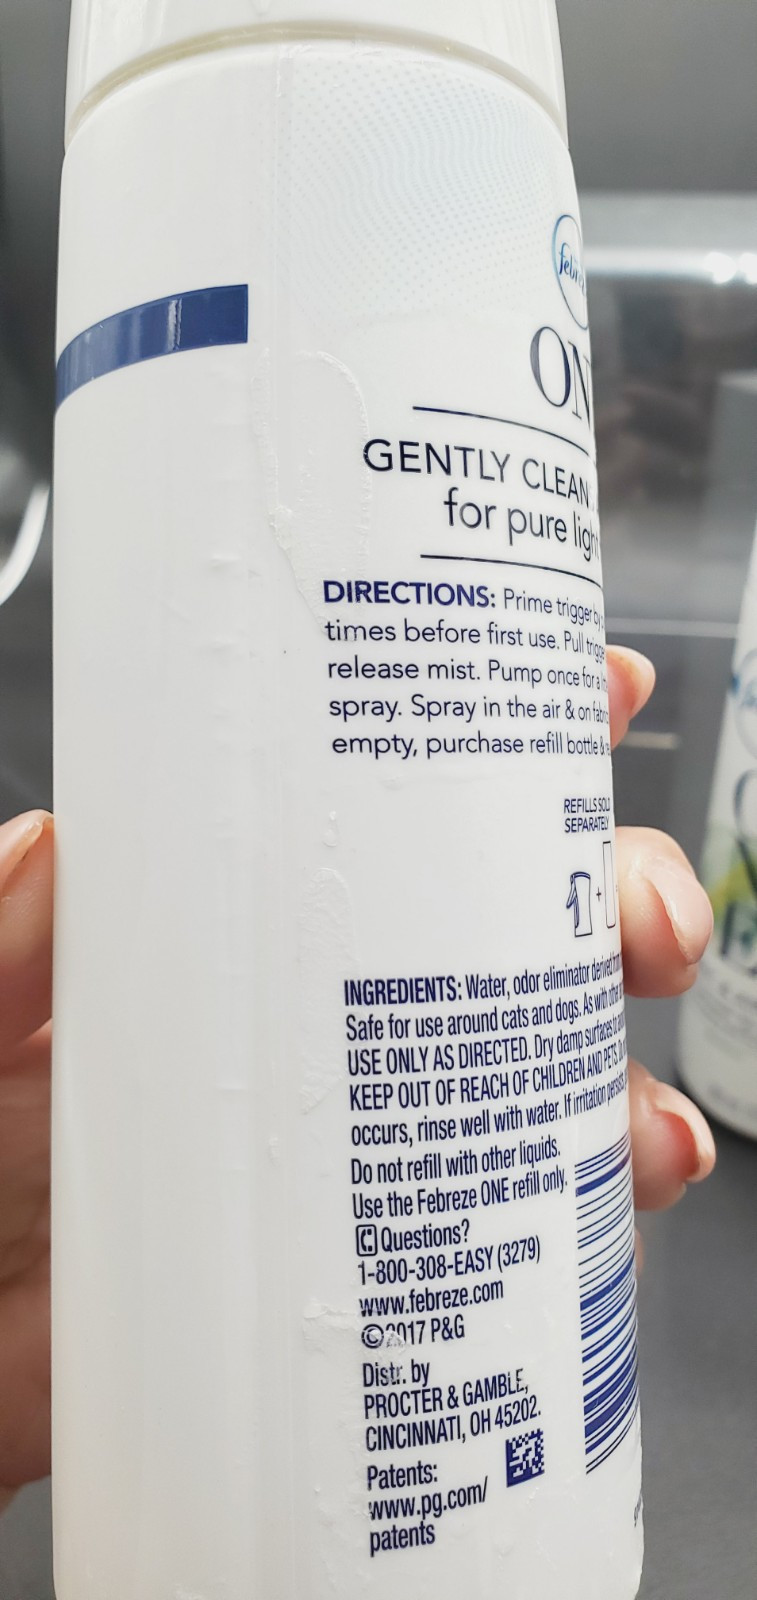 febreze
ON
GENTLY CLEAN
for pure light
DIRECTIONS: Prime trigger by
times before first use. Pull trigger
release mist. Pump once for a
spray. Spray in the air & on
empty, purchase refill bottle &
REFILLS SOLD
SEPARATELY
+
INGREDIENTS: Water, odor eliminator derived from
Safe for use around cats and dogs. As with other
USE ONLY AS DIRECTED. Dry damp surfaces to
KEEP OUT OF REACH OF CHILDREN AND PETS.
occurs, rinse well with water. If irritation persists,
Do not refill with other liquids.
Use the Febreze ONE refill only.
Questions?
1-800-308-EASY (3279)
www.febreze.com
©2017 P&G
Distr. by
PROCTER & GAMBLE,
CINCINNATI, OH 45202.
Patents:
www.pg.com/
patents